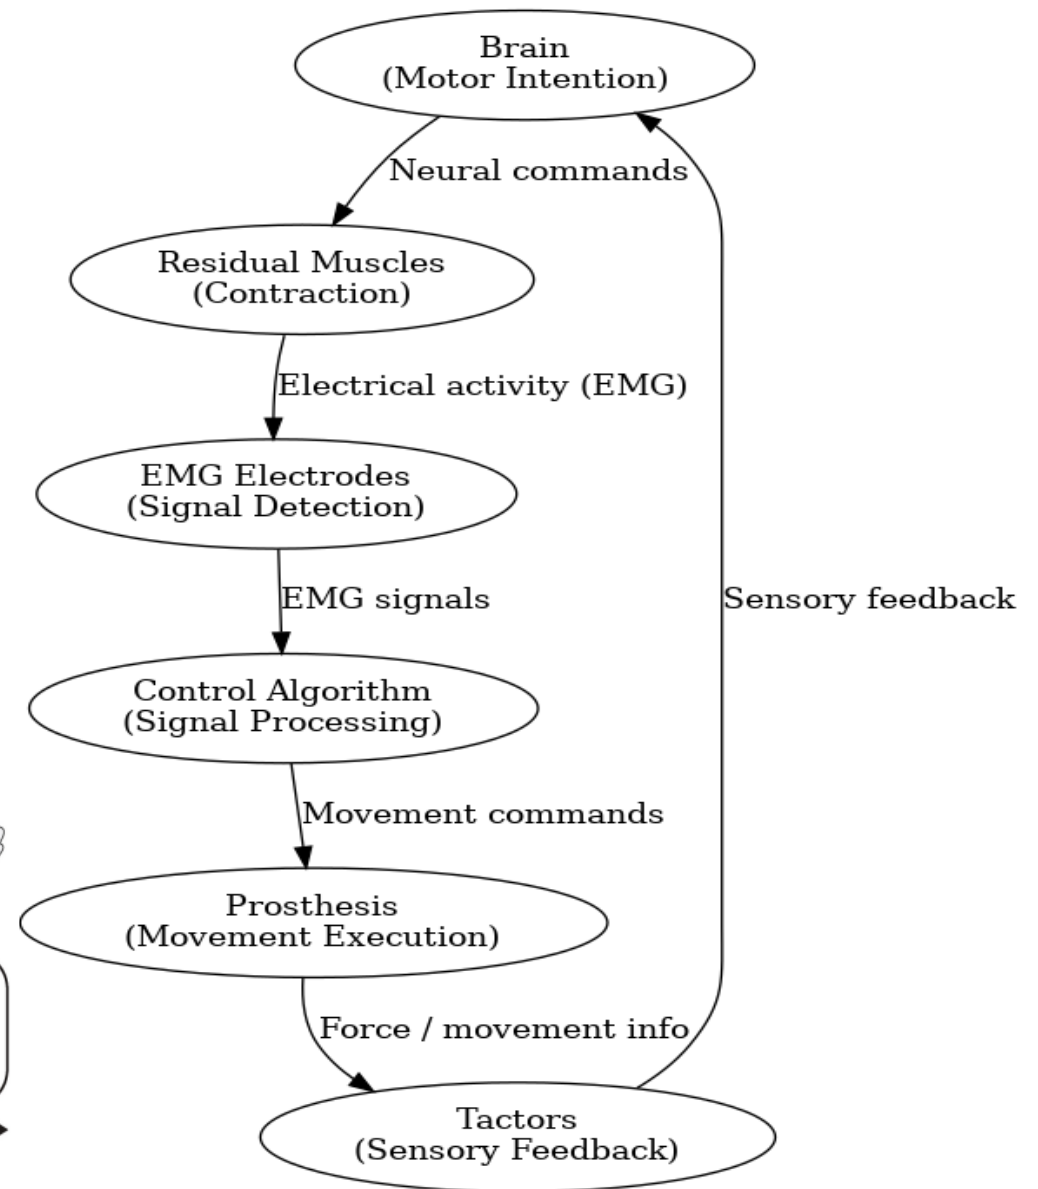 Brain
(Motor Intention)
Neural commands
Residual Muscles
(Contraction)
Electrical activity (EMG)
EMG Electrodes
(Signal Detection)
EMG signals
Sensory feedback
Control Algorithm
(Signal Processing)
Movement commands
Prosthesis
(Movement Execution)
Force / movement info
Tactors
(Sensory Feedback)